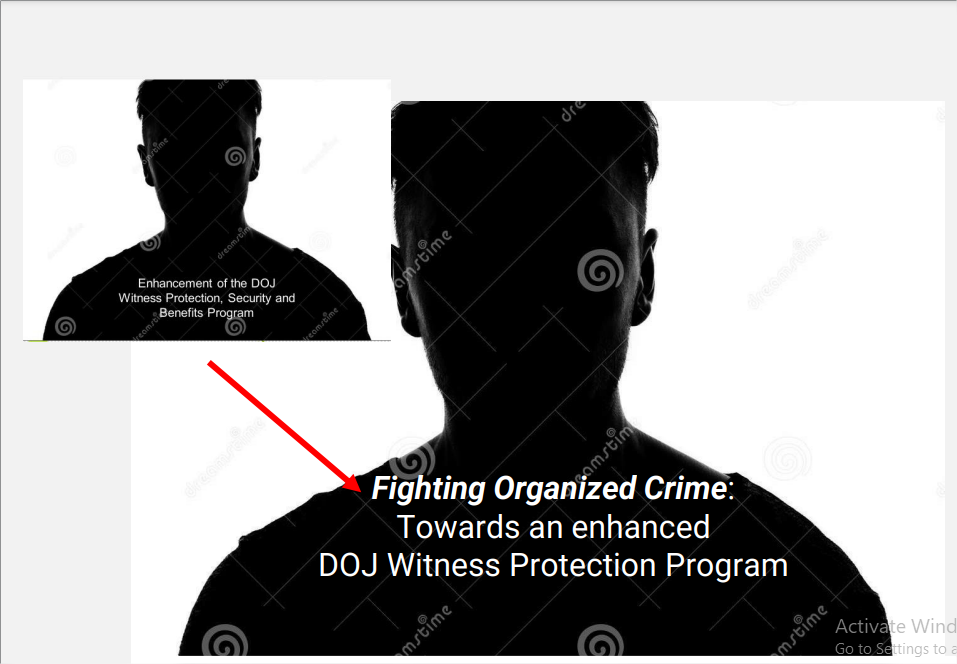 Enhancement of the DOJ
Witness Protection, Security and
Benefits Program
Fighting Organized Crime:
Towards an enhanced
DOJ Witness Protection Program
dreamstime
Activate Wind
Go to Settings to a